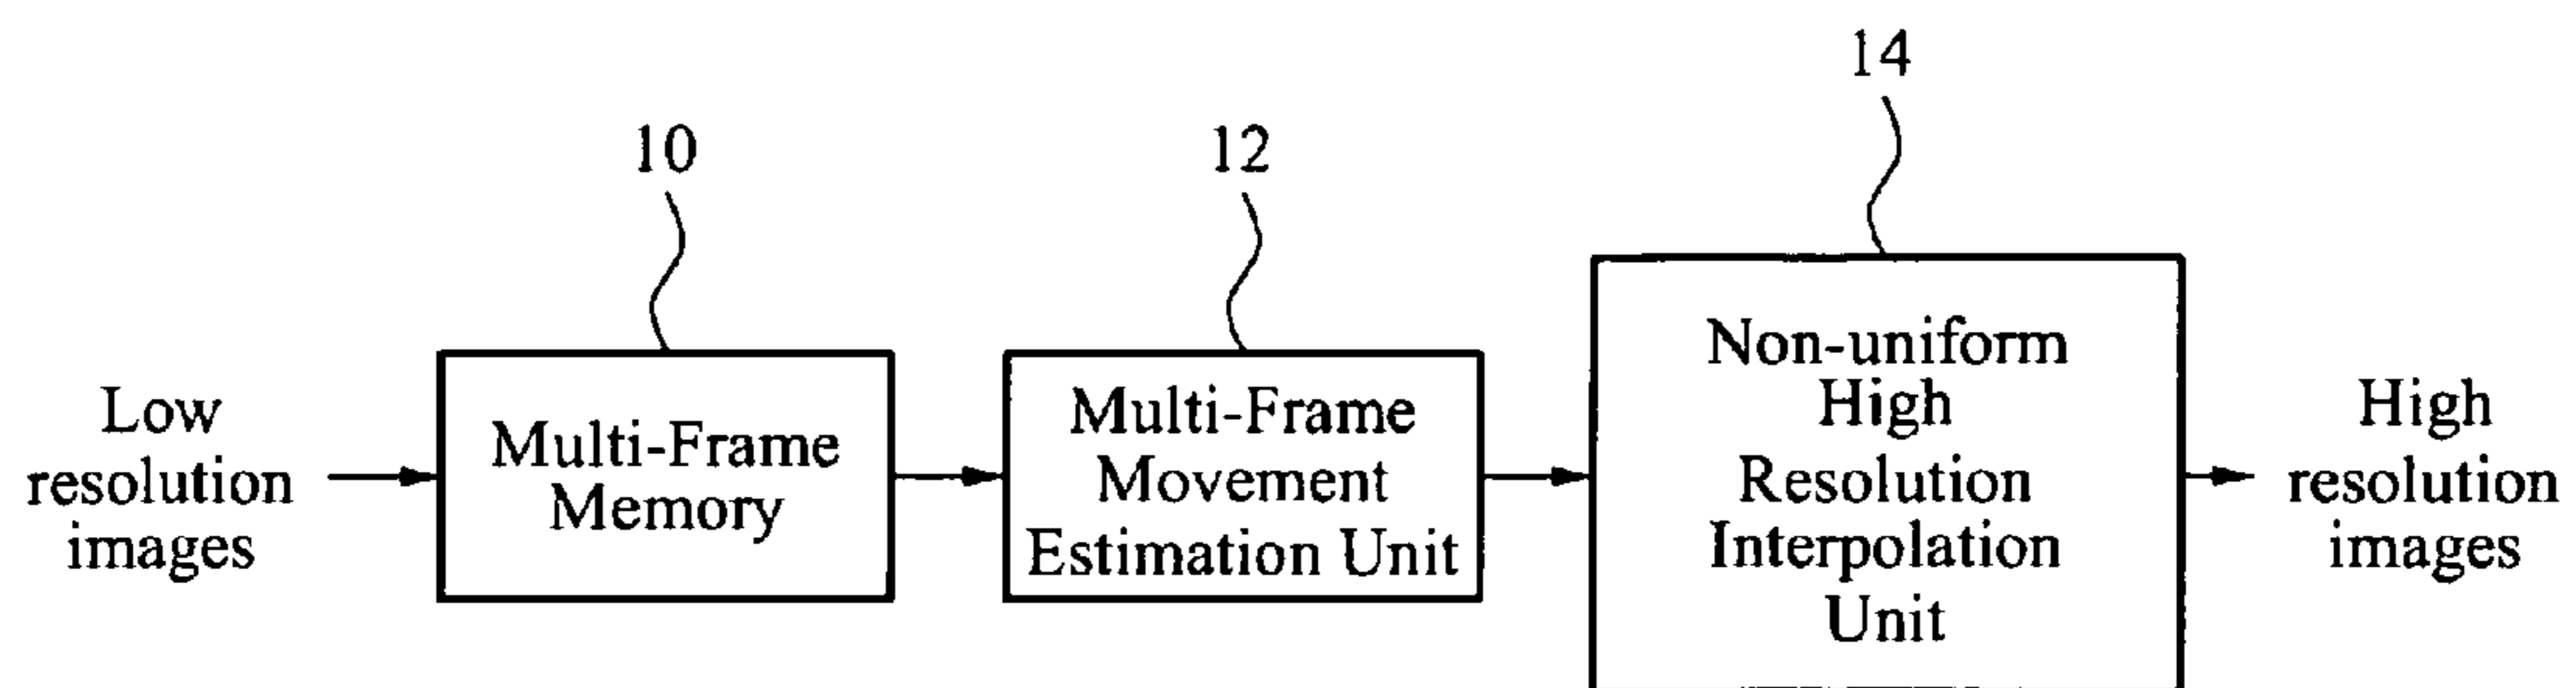 14
10
12
Low
resolution
images
Multi-Frame
Memory
Multi-Frame
Movement
Estimation Unit
Non-uniform
High
Resolution
Interpolation
Unit
High
resolution
images